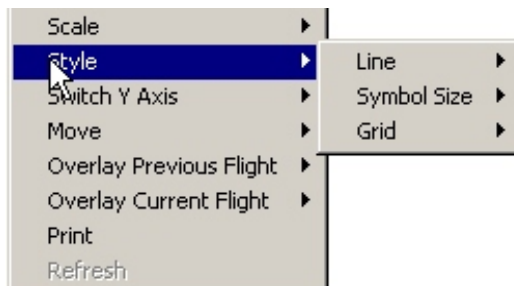 Scale
Style
Switch Y Axis
Move
Overlay Previous Flight
Overlay Current Flight
Print
Refresh
Line
Symbol Size
Grid